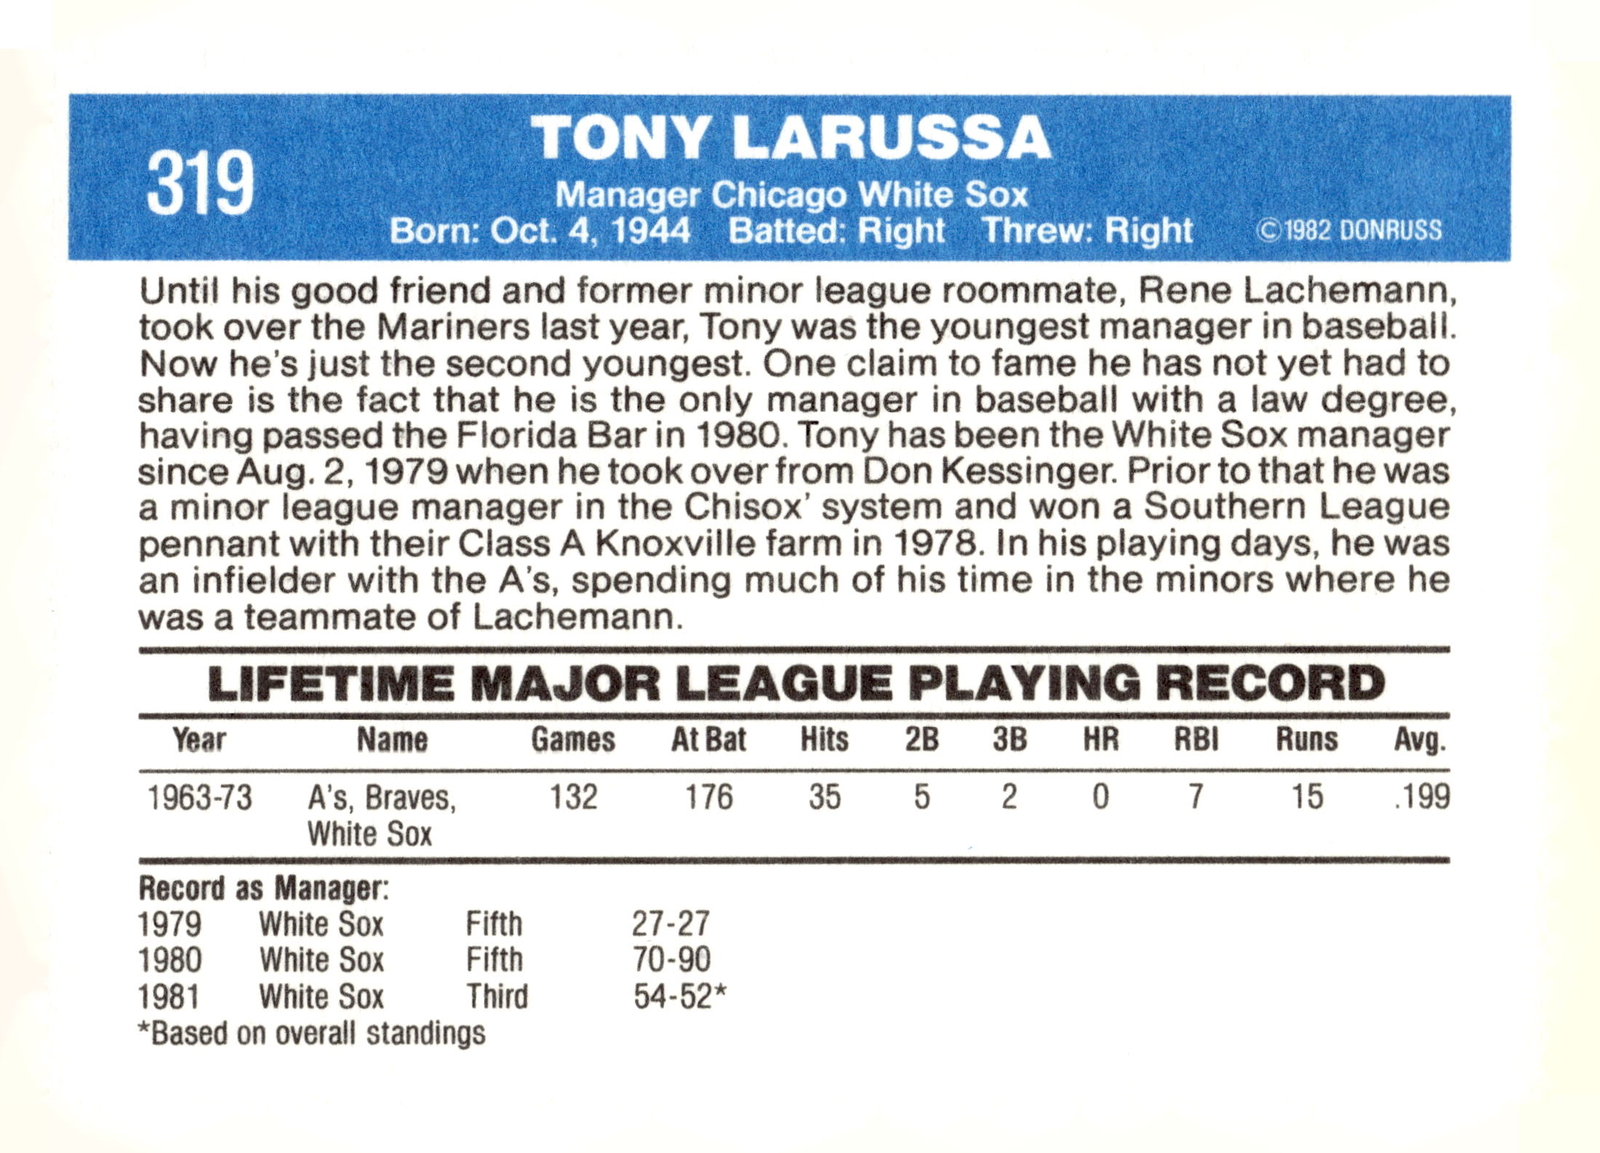 319
TONY LARUSSA
Manager Chicago White Sox
Born: Oct. 4, 1944 Batted: Right Threw: Right ©1982 DONRUSS
Until his good friend and former minor league roommate, Rene Lachemann,
took over the Mariners last year, Tony was the youngest manager in baseball.
Now he's just the second youngest. One claim to fame he has not yet had to
share is the fact that he is the only manager in baseball with a law degree,
having passed the Florida Bar in 1980. Tony has been the White Sox manager
since Aug. 2, 1979 when he took over from Don Kessinger. Prior to that he was
a minor league manager in the Chisox' system and won a Southern League
pennant with their Class A Knoxville farm in 1978. In his playing days, he was
an infielder with the A's, spending much of his time in the minors where he
was a teammate of Lachemann.
LIFETIME MAJOR LEAGUE PLAYING RECORD
Year Name Games At Bat Hits 2B 3B HR RBI Runs Avg.
1963-73 A's, Braves, 132 176 35 5 2 0 7 15 .199
White Sox
Record as Manager:
1979 White Sox Fifth 27-27
1980 White Sox Fifth 70-90
1981 White Sox Third 54-52*
*Based on overall standings